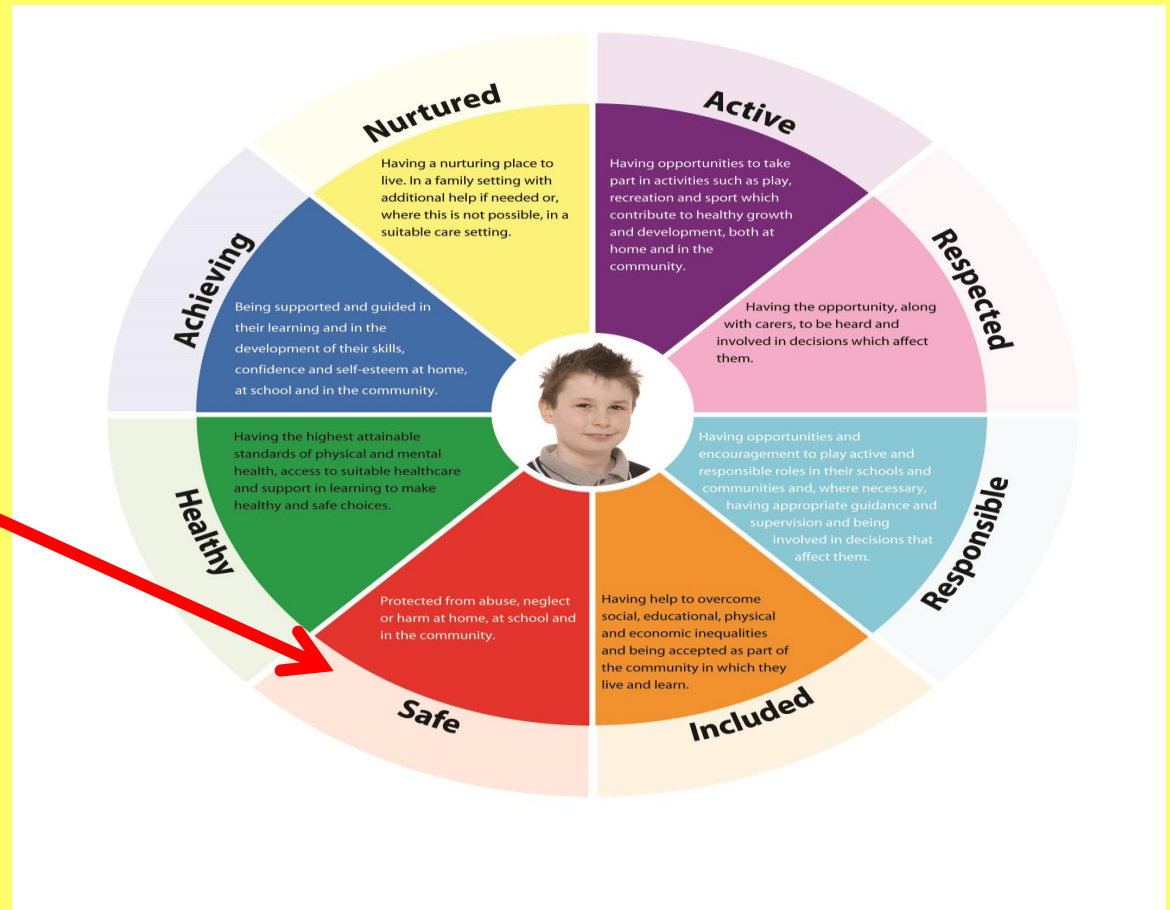 Nurtured
Having a nurturing place to
live. In a family setting with
additional help if needed or,
where this is not possible, in a
suitable care setting.
Active
Having opportunities to take
part in activities such as play,
recreation and sport which
contribute to healthy growth
and development, both at
home and in the
community.
Respected
Having the opportunity, along
with carers, to be heard and
involved in decisions which affect
them.
Responsible
Having opportunities and
encouragement to play active and
responsible roles in their schools and
communities and, where necessary,
having appropriate guidance and
supervision and being
involved in decisions that
affect them.
Included
Having help to overcome
social, educational, physical
and economic inequalities
and being accepted as part of
the community in which they
live and learn.
Safe
Protected from abuse, neglect
or harm at home, at school and
in the community.
Healthy
Having the highest attainable
standards of physical and mental
health, access to suitable healthcare
and support in learning to make
healthy and safe choices.
Achieving
Being supported and guided in
their learning and in the
development of their skills,
confidence and self-esteem at home,
at school and in the community.